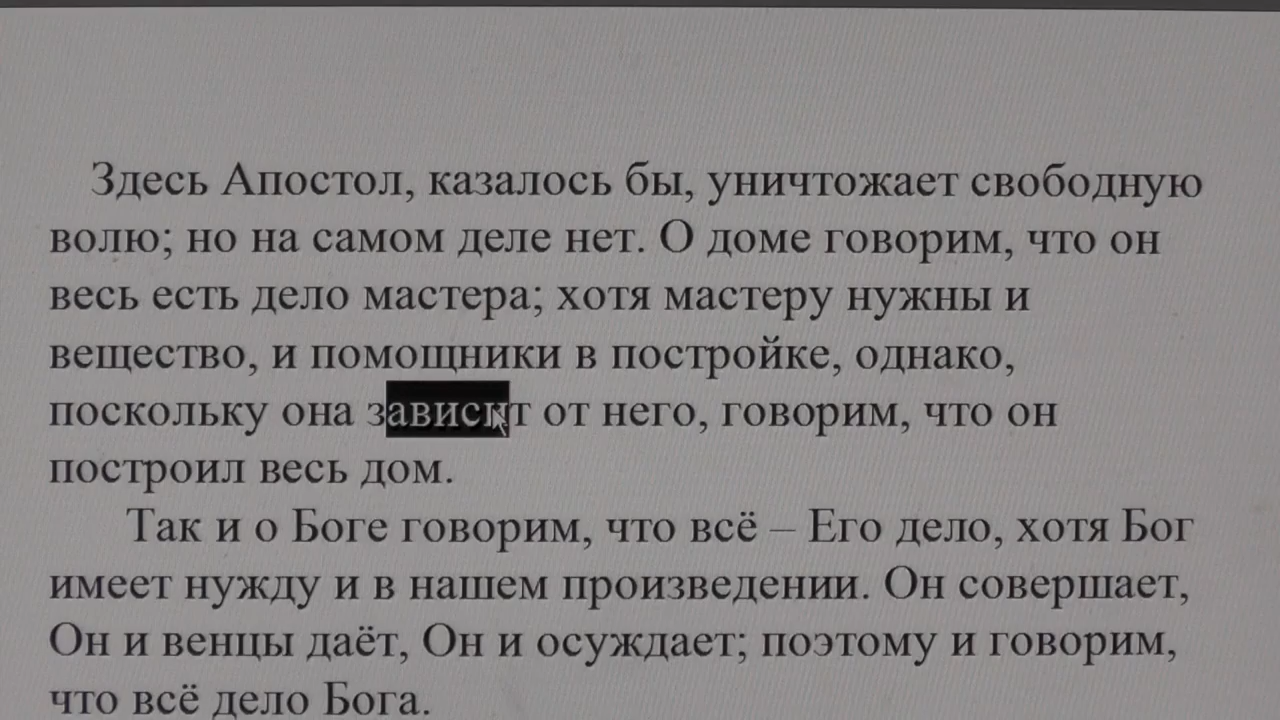 Здесь Апостол, казалось бы, уничтожает свободную
волю; но на самом деле нет. О доме говорим, что он
весь есть дело мастера; хотя мастеру нужны и
вещество, и помощники в постройке, однако,
поскольку она зависит от него, говорим, что он
построил весь дом.
Так и о Боге говорим, что всё – Его дело, хотя Бог
имеет нужду и в нашем произведении. Он совершает,
Он и венцы даёт, Он и осуждает; поэтому и говорим,
что всё дело Бога.